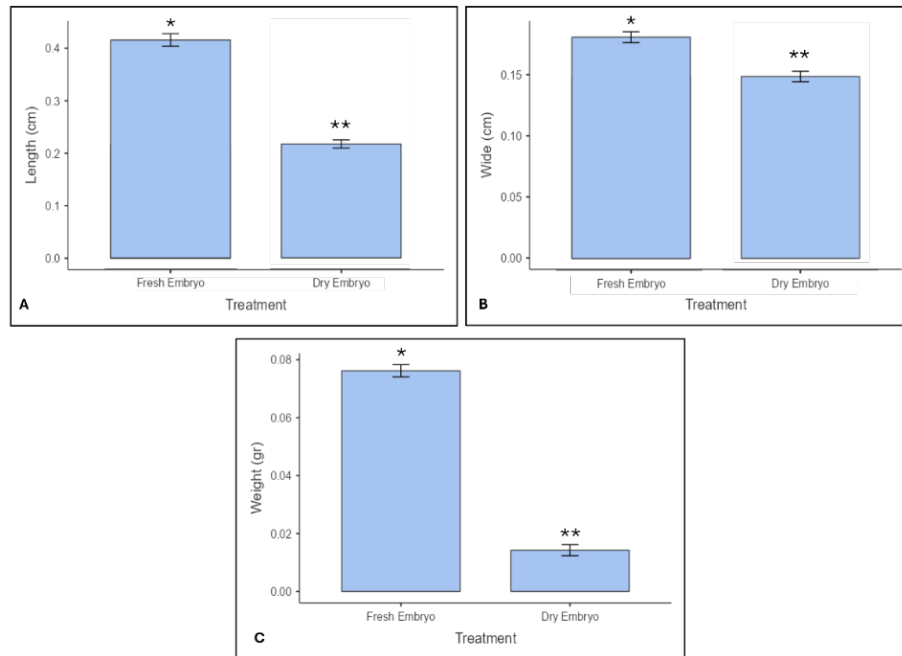 *
**
0.4
0.3
0.2
0.1
0.0
Length (cm)
Fresh Embryo
Dry Embryo
Treatment
A
*
**
0.15
0.10
0.05
0.00
Wide (cm)
Fresh Embryo
Dry Embryo
Treatment
B
*
**
0.08
0.06
0.04
0.02
0.00
Weight (gr)
Fresh Embryo
Dry Embryo
Treatment
C